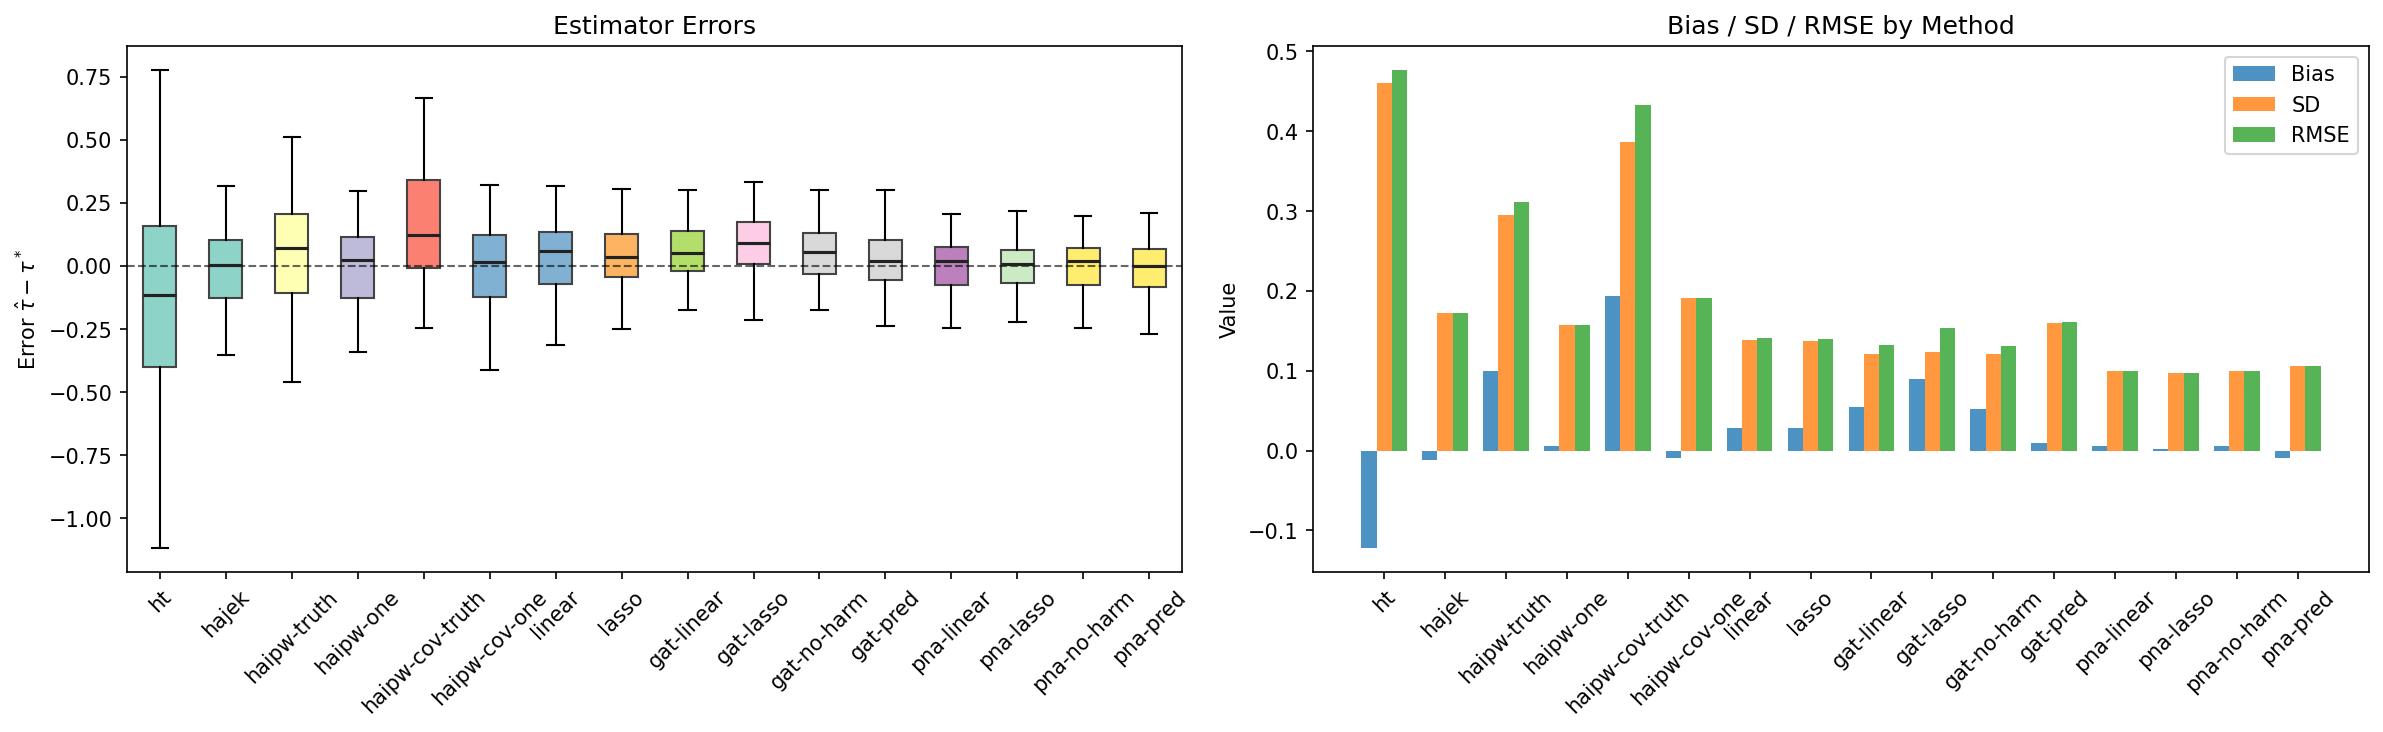 Estimator Errors
Error τ̂ − τ*
0.75
0.50
0.25
0.00
−0.25
−0.50
−0.75
−1.00
ht
hajek
haipw-truth
haipw-one
haipw-cov-truth
haipw-cov-one
linear
lasso
gat-linear
gat-lasso
gat-no-harm
gat-pred
pna-linear
pna-lasso
pna-no-harm
pna-pred
Bias / SD / RMSE by Method
Value
0.5
0.4
0.3
0.2
0.1
0.0
−0.1
Bias
SD
RMSE
ht
hajek
haipw-truth
haipw-one
haipw-cov-truth
haipw-cov-one
linear
lasso
gat-linear
gat-lasso
gat-no-harm
gat-pred
pna-linear
pna-lasso
pna-no-harm
pna-pred